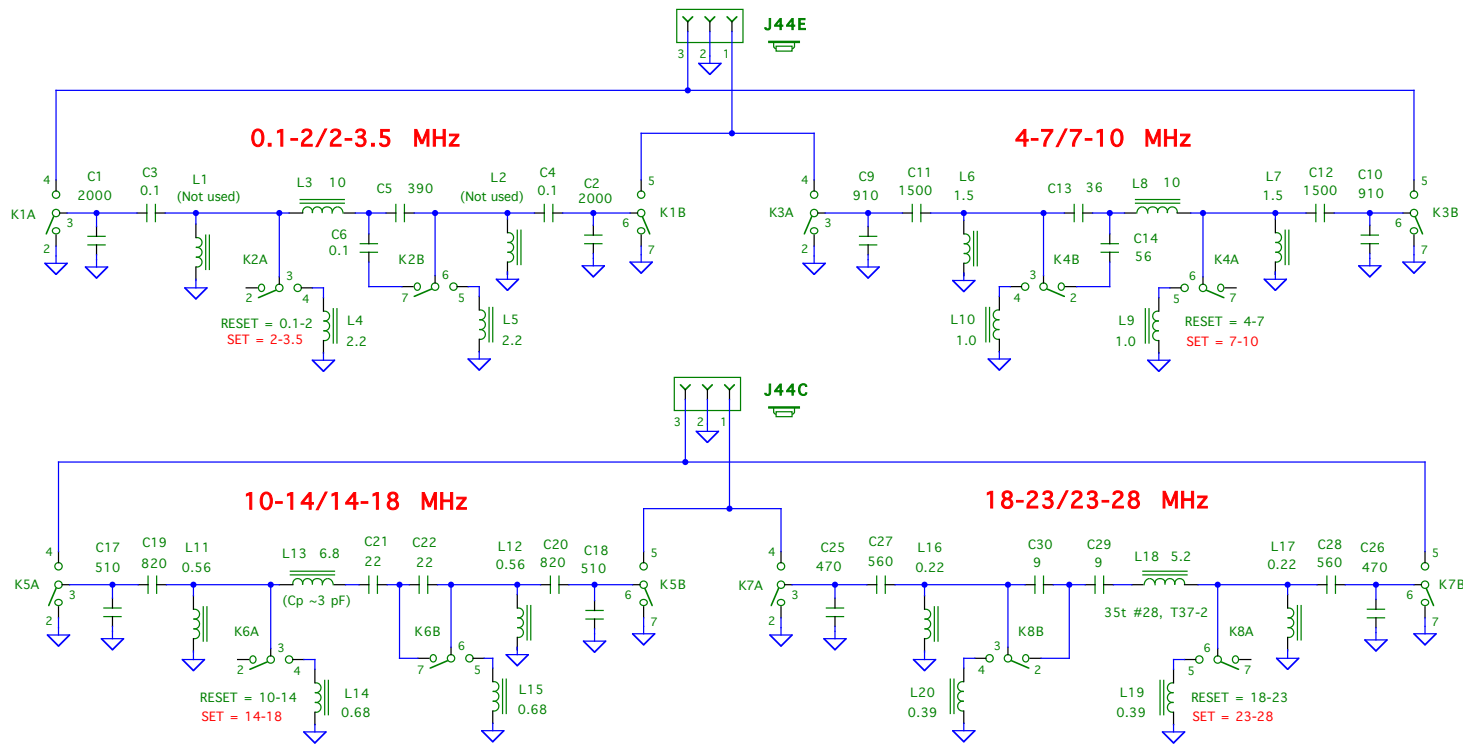 J44E
3 2 1
0.1-2/2-3.5 MHz
4-7/7-10 MHz
4
K1A
3
2
C1
2000
C3
0.1
L1
(Not used)
L3 10
C5 390
C6
0.1
L2
(Not used)
C4
0.1
C2
2000
5
6
7
K1B
K2A
2
3
4
K2B
7
6
5
L4
2.2
L5
2.2
RESET = 0.1-2
SET = 2-3.5
4
K3A
3
2
C9
910
C11
1500
L6
1.5
C13 36
L8 10
C14
56
L7
1.5
C12
1500
C10
910
5
6
7
K3B
K4B
4
3
2
K4A
5
6
7
L10
1.0
L9
1.0
RESET = 4-7
SET = 7-10
J44C
3 2 1
10-14/14-18 MHz
18-23/23-28 MHz
4
K5A
3
2
C17
510
C19
820
L11
0.56
L13 6.8
(Cp ~3 pF)
C21
22
C22
22
L12
0.56
C20
820
C18
510
5
6
7
K5B
K6A
2
3
4
K6B
7
6
5
L14
0.68
L15
0.68
RESET = 10-14
SET = 14-18
4
K7A
3
2
C25
470
C27
560
L16
0.22
C30
9
C29
9
L18 5.2
35t #28, T37-2
L17
0.22
C28
560
C26
470
5
6
7
K7B
K8B
4
3
2
K8A
5
6
7
L20
0.39
L19
0.39
RESET = 18-23
SET = 23-28